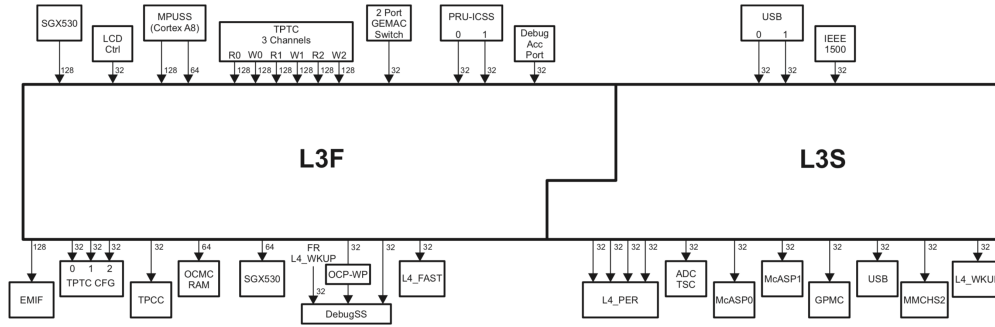 SGX530
LCD
Ctrl
MPUSS
(Cortex A8)
TPTC
3 Channels
R0 W0 R1 W1 R2 W2
2 Port
GEMAC
Switch
PRU-ICSS
0 1
Debug
Acc
Port
USB
0 1
IEEE
1500
128 32 128 64 128 128 128 128 128 128 32 32 32 32 32 32 32
L3F L3S
128 32 32 32 32 64 64 FR
L4_WKUP
32 32 32 32 32 32 32 32 32 32 32 32 32 32 32
EMIF
0 1 2
TPTC CFG
TPCC
OCMC
RAM
SGX530
32
OCP-WP
DebugSS
L4_FAST
L4_PER
ADC
TSC
McASP0
McASP1
GPMC
USB
MMCHS2